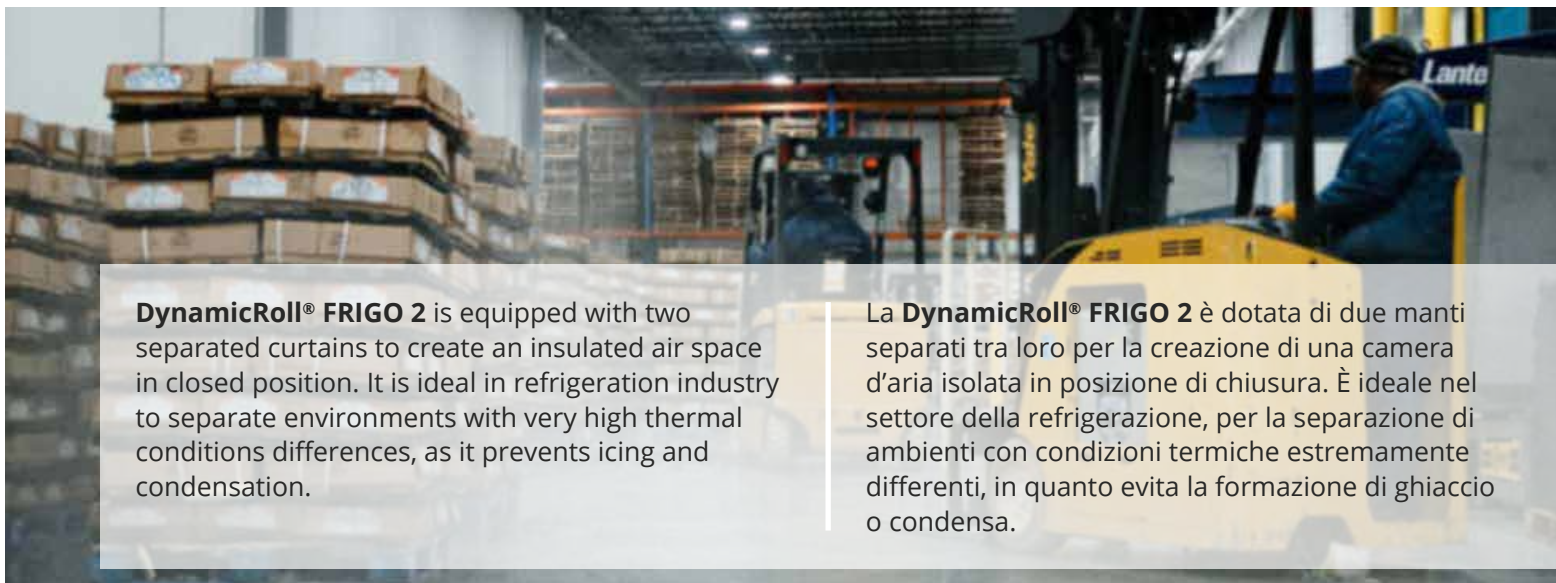 Lante
Yale
DynamicRoll® FRIGO 2 is equipped with two
separated curtains to create an insulated air space
in closed position. It is ideal in refrigeration industry
to separate environments with very high thermal
conditions differences, as it prevents icing and
condensation.
La DynamicRoll® FRIGO 2 è dotata di due manti
separati tra loro per la creazione di una camera
d’aria isolata in posizione di chiusura. È ideale nel
settore della refrigerazione, per la separazione di
ambienti con condizioni termiche estremamente
differenti, in quanto evita la formazione di ghiaccio
o condensa.